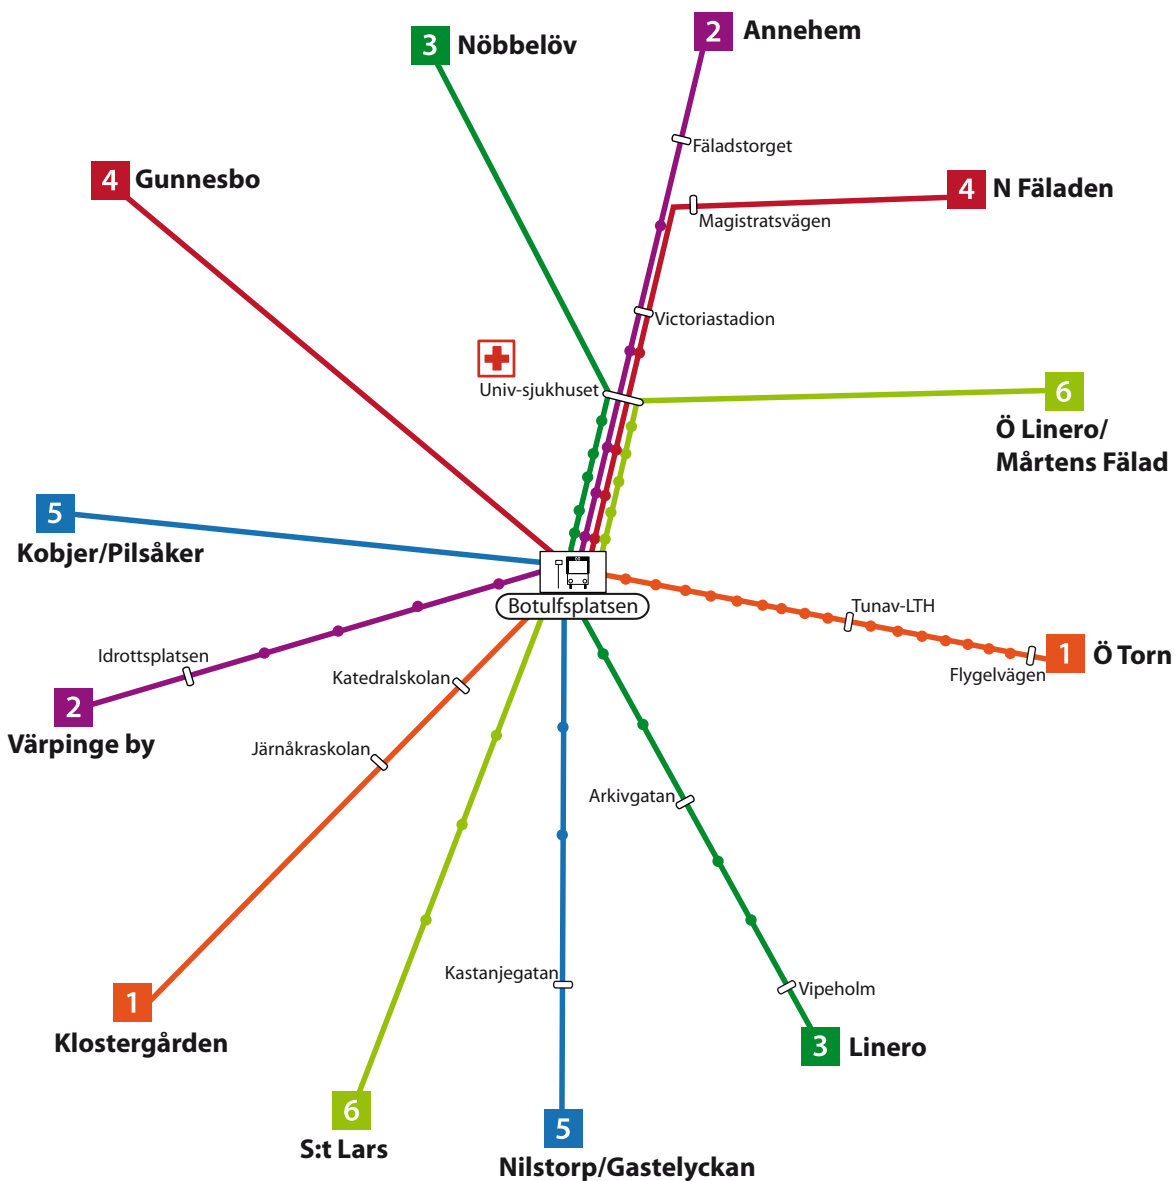 3 Nöbbelöv
2 Annehem
Fäladstorget
4 Gunnesbo
4 N Fäladen
Magistratsvägen
Victoriastadion
Univ-sjukhuset
6
Ö Linero/
Mårtens Fälad
5
Kobjer/Pilsåker
Botulfsplatsen
Tunav-LTH
1 Ö Torn
Flygelvägen
Idrottsplatsen
2
Värpinge by
Katedralskolan
Järnåkraskolan
Arkivgatan
Kastanjegatan
Vipeholm
1
Klostergården
3 Linero
6
S:t Lars
5
Nilstorp/Gastelyckan